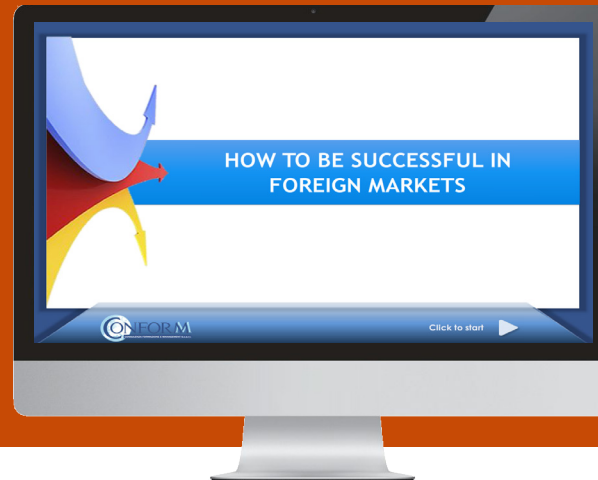 HOW TO BE SUCCESSFUL IN
FOREIGN MARKETS
CONFORM
Click to start